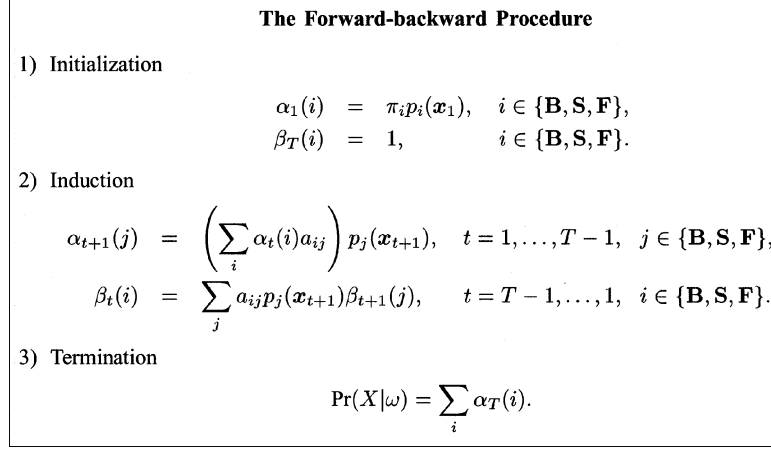 The Forward-backward Procedure
1) Initialization
α₁(i) = πᵢpᵢ(𝒙₁), i ∈ {B, S, F},
β_T(i) = 1, i ∈ {B, S, F}.
2) Induction
α_{t+1}(j) = (∑_i α_t(i)a_{ij}) p_j(𝒙_{t+1}), t = 1, . . . , T − 1, j ∈ {B, S, F},
β_t(i) = ∑_j a_{ij}p_j(𝒙_{t+1})β_{t+1}(j), t = T − 1, . . . , 1, i ∈ {B, S, F}.
3) Termination
Pr(X|ω) = ∑_i α_T(i).